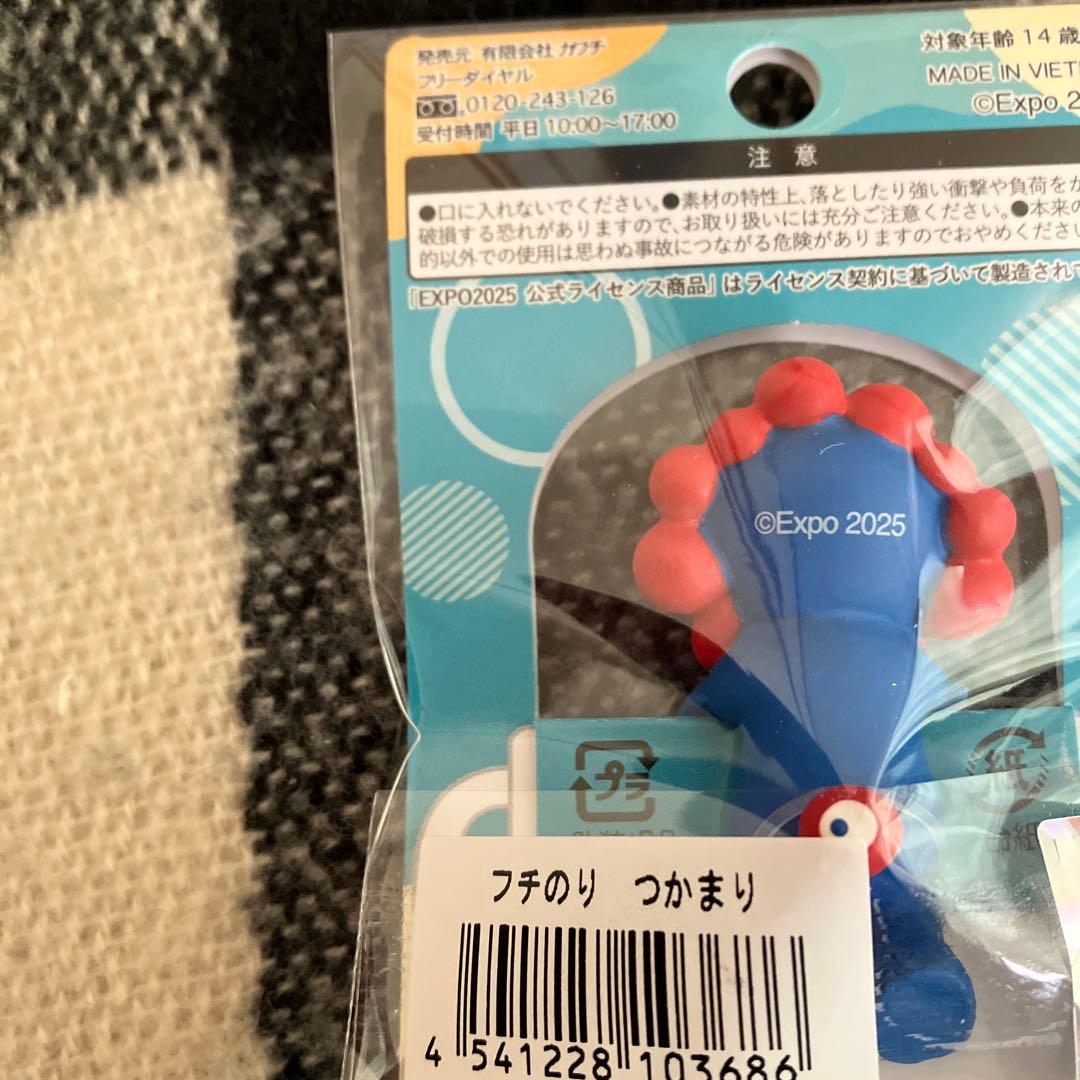 発売元 有限会社 カフチ
フリーダイヤル
0120-243-126
受付時間 平日 10:00～17:00
対象年齢 14 歳
MADE IN VIET
©Expo 2
注 意
●口に入れないでください。●素材の特性上、落としたり強い衝撃や負荷をか
破損する恐れがありますので、お取り扱いには充分ご注意ください。●本来の
的以外での使用は思わぬ事故につながる危険がありますのでおやめください
「EXPO2025 公式ライセンス商品」はライセンス契約に基づいて製造されて
©Expo 2025
プラ
紙
台紙
フチのり つかまり
4 541228 103686